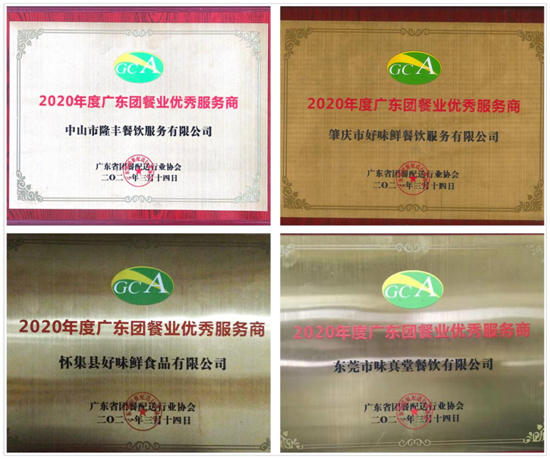 GCA
2020年度广东团餐业优秀服务商
中山市隆丰餐饮服务有限公司
广东省团餐配送行业协会
二〇二一年三月十四日
GCA
2020年度广东团餐业优秀服务商
肇庆市好味鲜餐饮服务有限公司
广东省团餐配送行业协会
二〇二一年三月十四日
GCA
2020年度广东团餐业优秀服务商
怀集县好味鲜食品有限公司
广东省团餐配送行业协会
二〇二一年三月十四日
GCA
2020年度广东团餐业优秀服务商
东莞市味真堂餐饮有限公司
广东省团餐配送行业协会
二〇二一年三月十四日